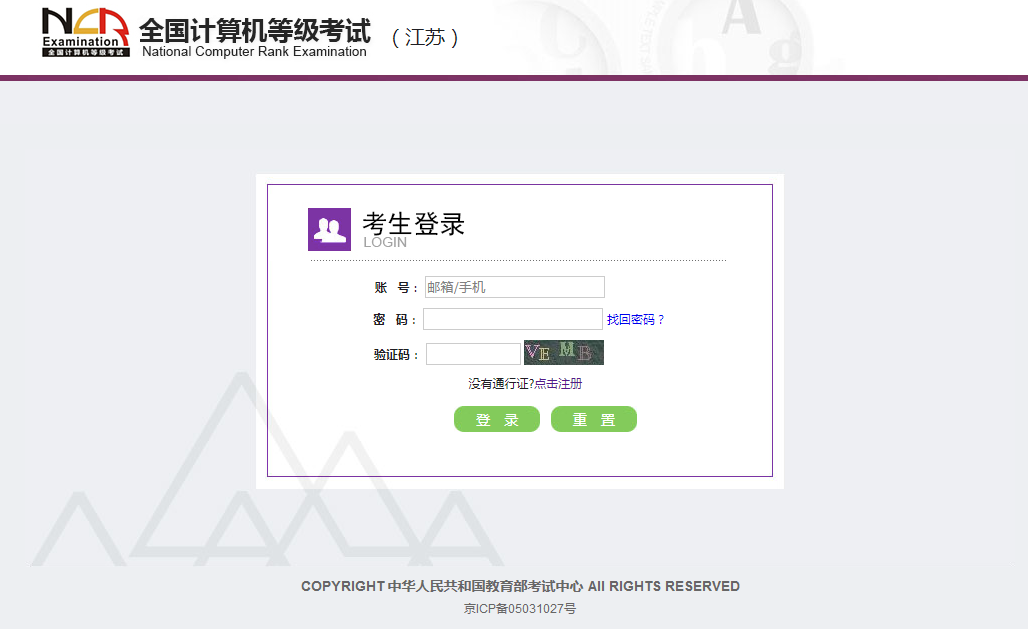 NCR
Examination
全国计算机等级考试
全国计算机等级考试
National Computer Rank Examination
( 江苏 )
A
g
考生登录
LOGIN
账 号： 邮箱/手机
密 码： 找回密码？
验证码： VEMB
没有通行证?点击注册
登 录 重 置
COPYRIGHT 中华人民共和国教育部考试中心 All RIGHTS RESERVED
京ICP备05031027号